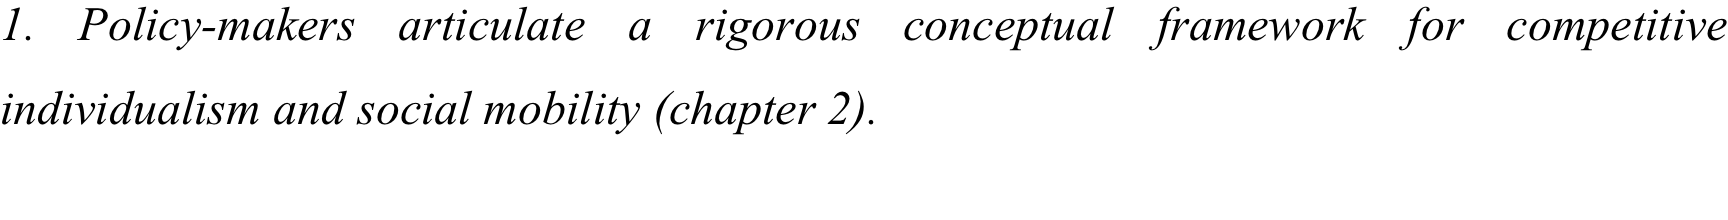 1. Policy-makers articulate a rigorous conceptual framework for competitive
individualism and social mobility (chapter 2).